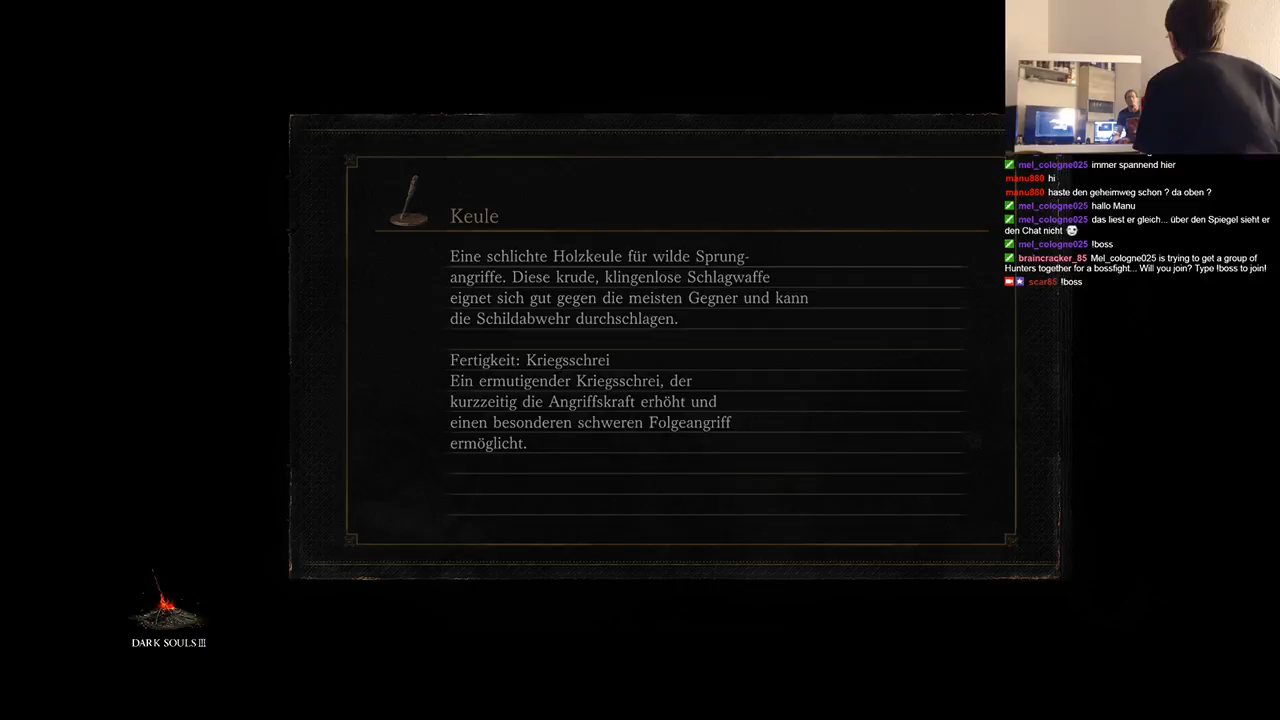 Keule
Eine schlichte Holzkeule für wilde Sprung-
angriffe. Diese krude, klingenlose Schlagwaffe
eignet sich gut gegen die meisten Gegner und kann
die Schildabwehr durchschlagen.
Fertigkeit: Kriegsschrei
Ein ermutigender Kriegsschrei, der
kurzzeitig die Angriffskraft erhöht und
einen besonderen schweren Folgeangriff
ermöglicht.
DARK SOULS III
mel_cologne025 immer spannend hier
manu880 hi
manu880 haste den geheimweg schon ? da oben ?
mel_cologne025 hallo Manu
mel_cologne025 das liest er gleich... über den Spiegel sieht er
den Chat nicht
mel_cologne025 !boss
braincracker_85 Mel_cologne025 is trying to get a group of
Hunters together for a bossfight... Will you join? Type !boss to join!
scar85 !boss